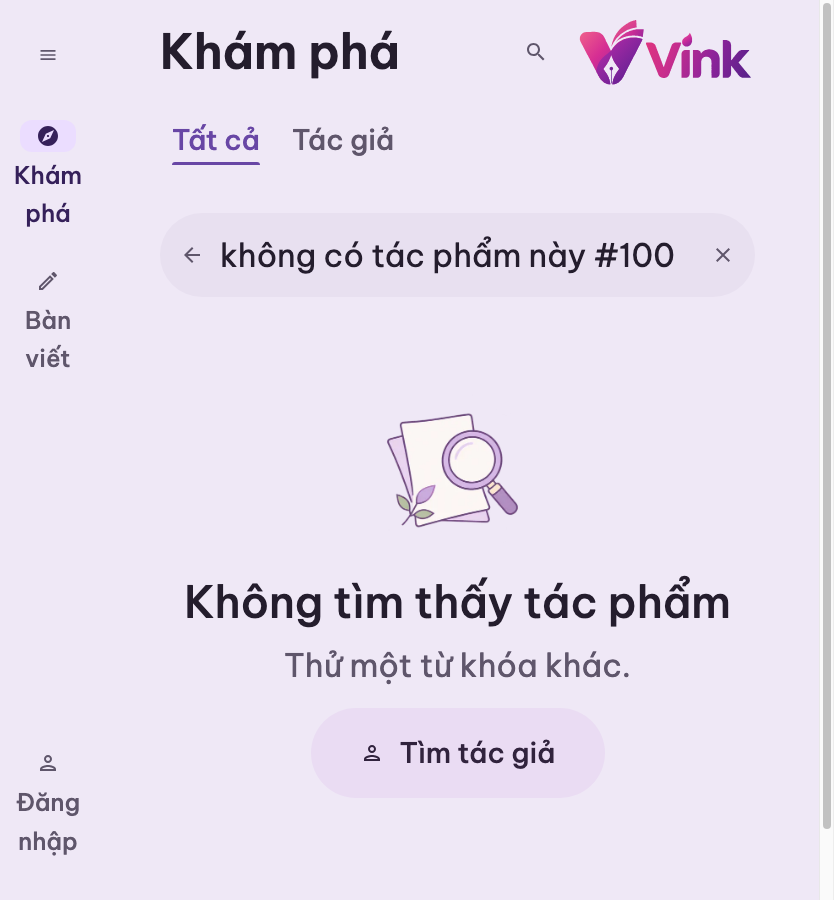 Khám phá
Vink
Khám
phá
Bàn
viết
Đăng
nhập
Tất cả
Tác giả
không có tác phẩm này #100
Không tìm thấy tác phẩm
Thử một từ khóa khác.
Tìm tác giả